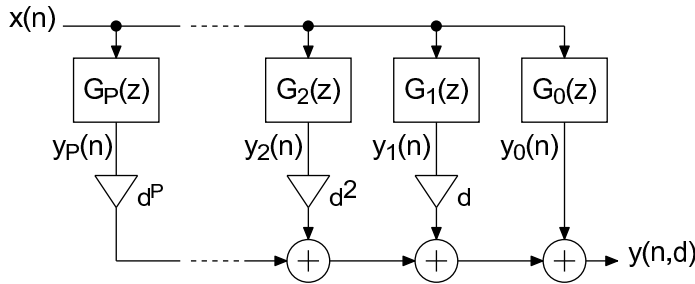 x(n)
G_P(z) G_2(z) G_1(z) G_0(z)
y_P(n) y_2(n) y_1(n) y_0(n)
d^P d^2 d
+ + + y(n,d)